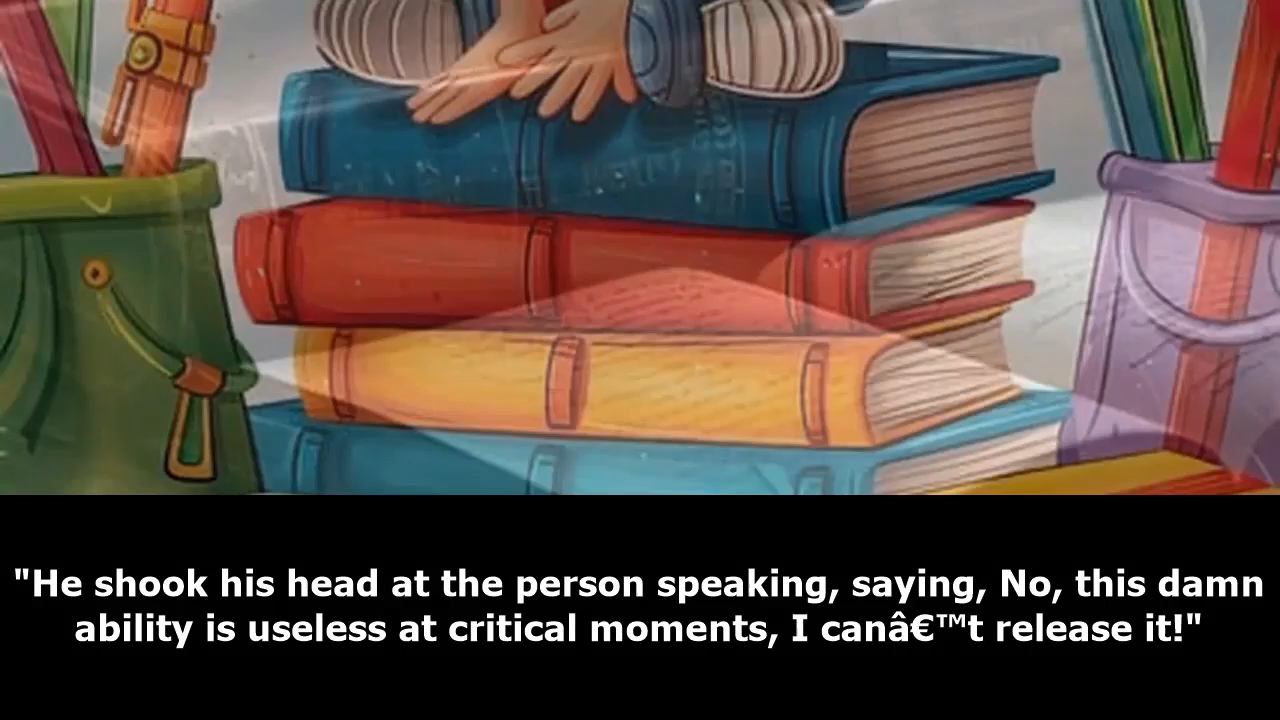 "He shook his head at the person speaking, saying, No, this damn
ability is useless at critical moments, I canâ€™t release it!"